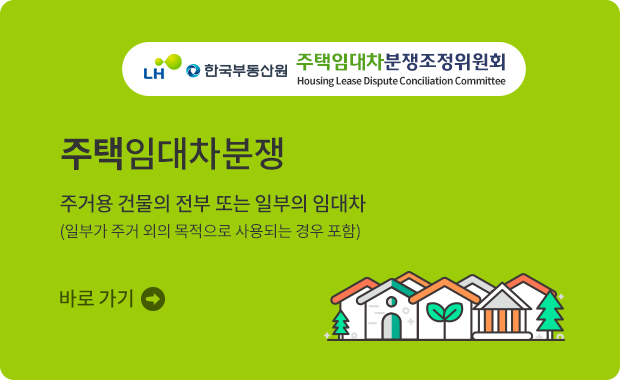 LH 한국부동산원 주택임대차분쟁조정위원회
Housing Lease Dispute Conciliation Committee
주택임대차분쟁
주거용 건물의 전부 또는 일부의 임대차
(일부가 주거 외의 목적으로 사용되는 경우 포함)
바로 가기